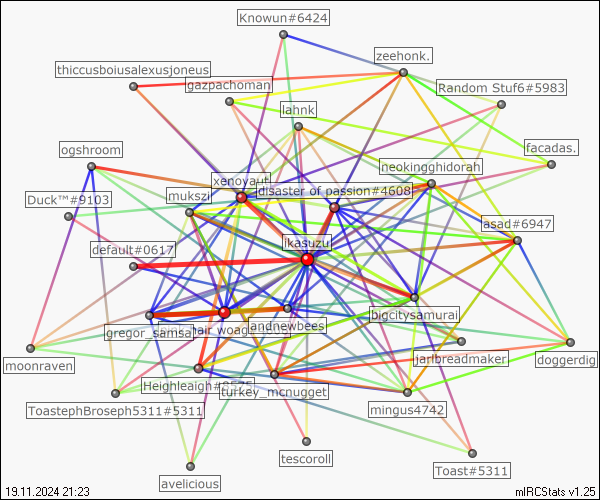 Knowun#6424
zeehonk.
thiccusboiusalexusjoneus
gazpachoman
Random Stuf6#5983
lahnk
ogshroom
facadas.
neokingghidorah
xenoyaut
disaster of passion#4608
mukszi
Duck™#9103
asad#6947
ikasuzu
default#0617
bigcitysamurai
andnewbees
gregor_samsa
hair_woag
moonraven
jarlbreadmaker
doggerdig
Heighleaigh#
turkey_mcnugget
ToastephBroseph5311#5311
mingus4742
tescoroll
Toast#5311
avelicious
19.11.2024 21:23
mIRCStats v1.25